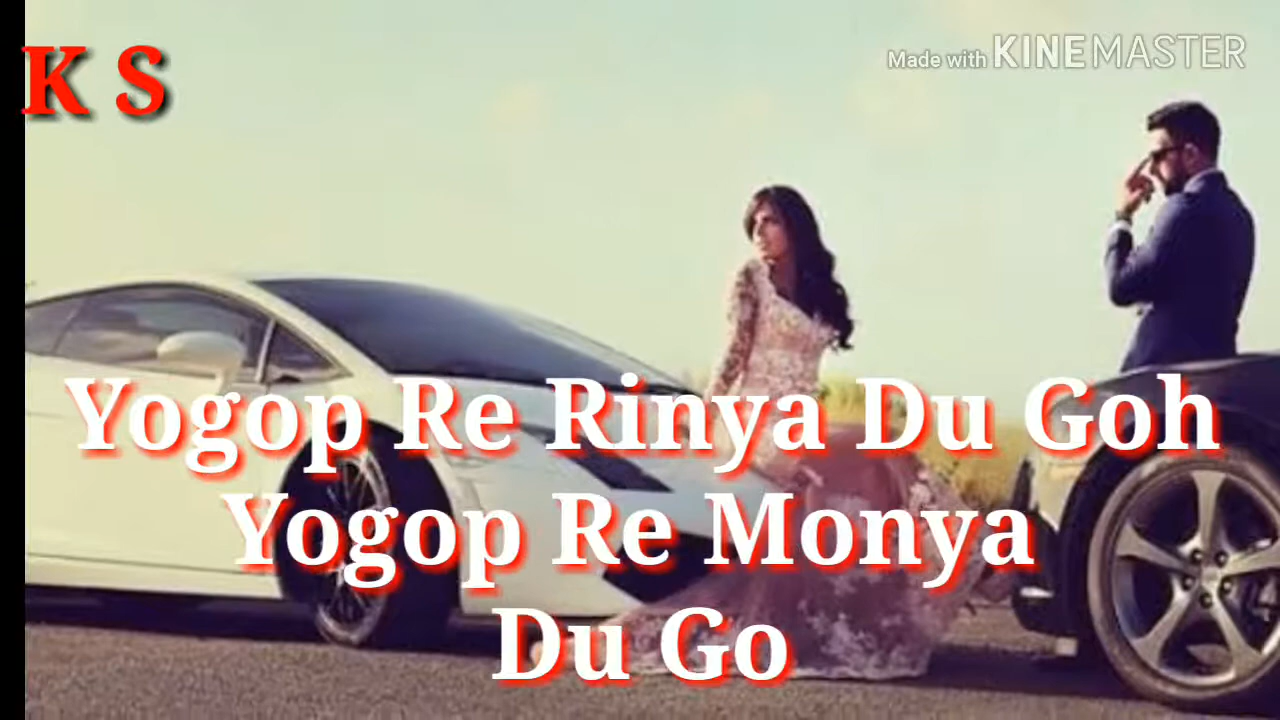 K S
Made with KINEMASTER
Yogop Re Rinya Du Goh
Yogop Re Monya
Du Go